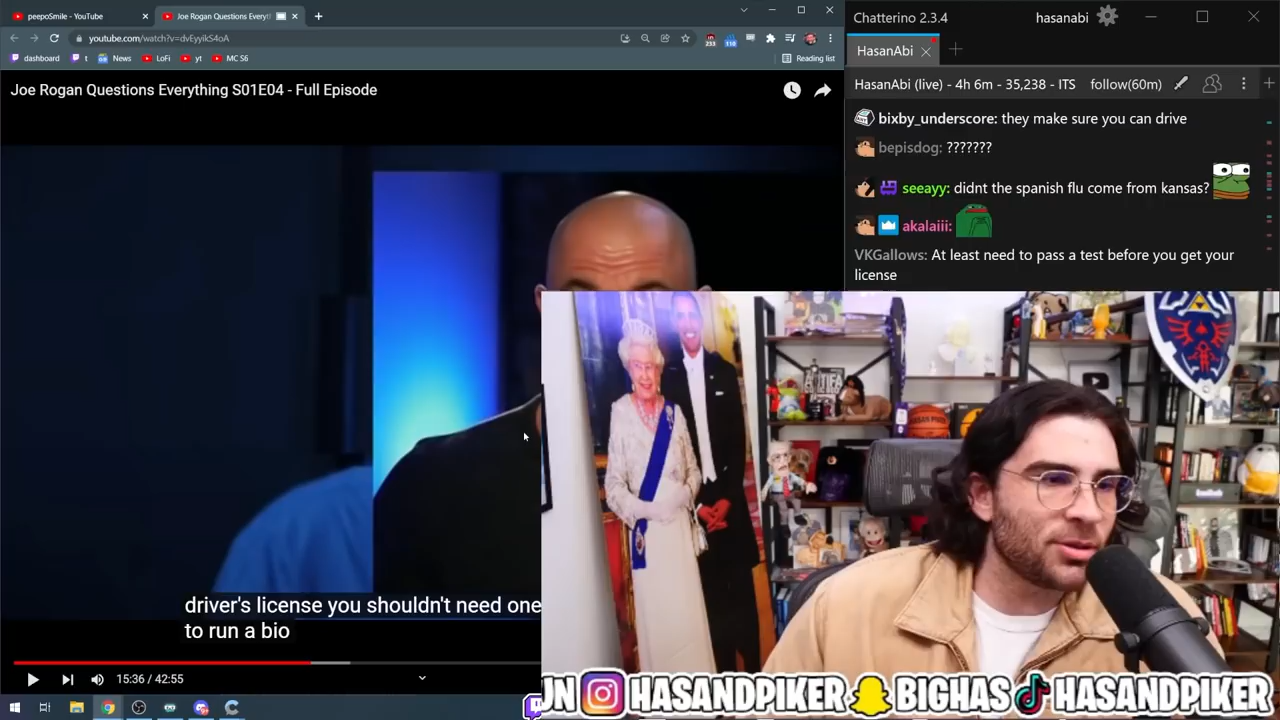 peepoSmile - YouTube
Joe Rogan Questions Everyt
youtube.com/watch?v=dvEyyikS4oA
233
118
dashboard
t
News
LoFi
yt
MC S6
Reading list
Joe Rogan Questions Everything S01E04 - Full Episode
driver's license you shouldn't need one
to run a bio
15:36 / 42:55
Chatterino 2.3.4
hasanabi
HasanAbi
HasanAbi (live) - 4h 6m - 35,238 - ITS
follow(60m)
bixby_underscore: they make sure you can drive
bepisdog: ???????
seeayy: didnt the spanish flu come from kansas?
akalaiii:
VKGallows: At least need to pass a test before you get your
license
ANTIFA
JN HASANDPIKER BIGHAS HASANDPIKER